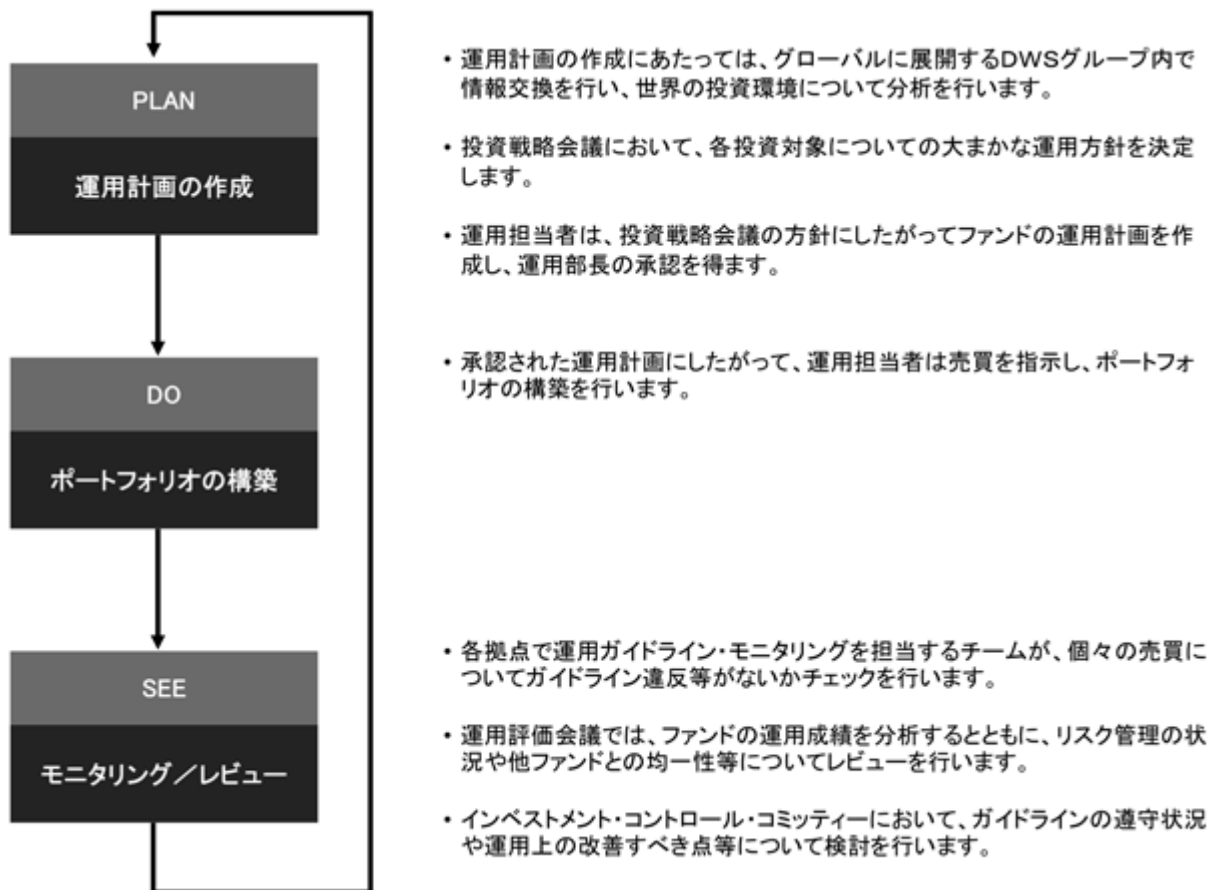 PLAN
運用計画の作成
・運用計画の作成にあたっては、グローバルに展開するDWSグループ内で
情報交換を行い、世界の投資環境について分析を行います。
・投資戦略会議において、各投資対象についての大まかな運用方針を決定
します。
・運用担当者は、投資戦略会議の方針にしたがってファンドの運用計画を作
成し、運用部長の承認を得ます。
DO
ポートフォリオの構築
・承認された運用計画にしたがって、運用担当者は売買を指示し、ポートフォ
リオの構築を行います。
SEE
モニタリング／レビュー
・各拠点で運用ガイドライン・モニタリングを担当するチームが、個々の売買に
ついてガイドライン違反等がないかチェックを行います。
・運用評価会議では、ファンドの運用成績を分析するとともに、リスク管理の状
況や他ファンドとの均一性等についてレビューを行います。
・インベストメント・コントロール・コミッティーにおいて、ガイドラインの遵守状況
や運用上の改善すべき点等について検討を行います。